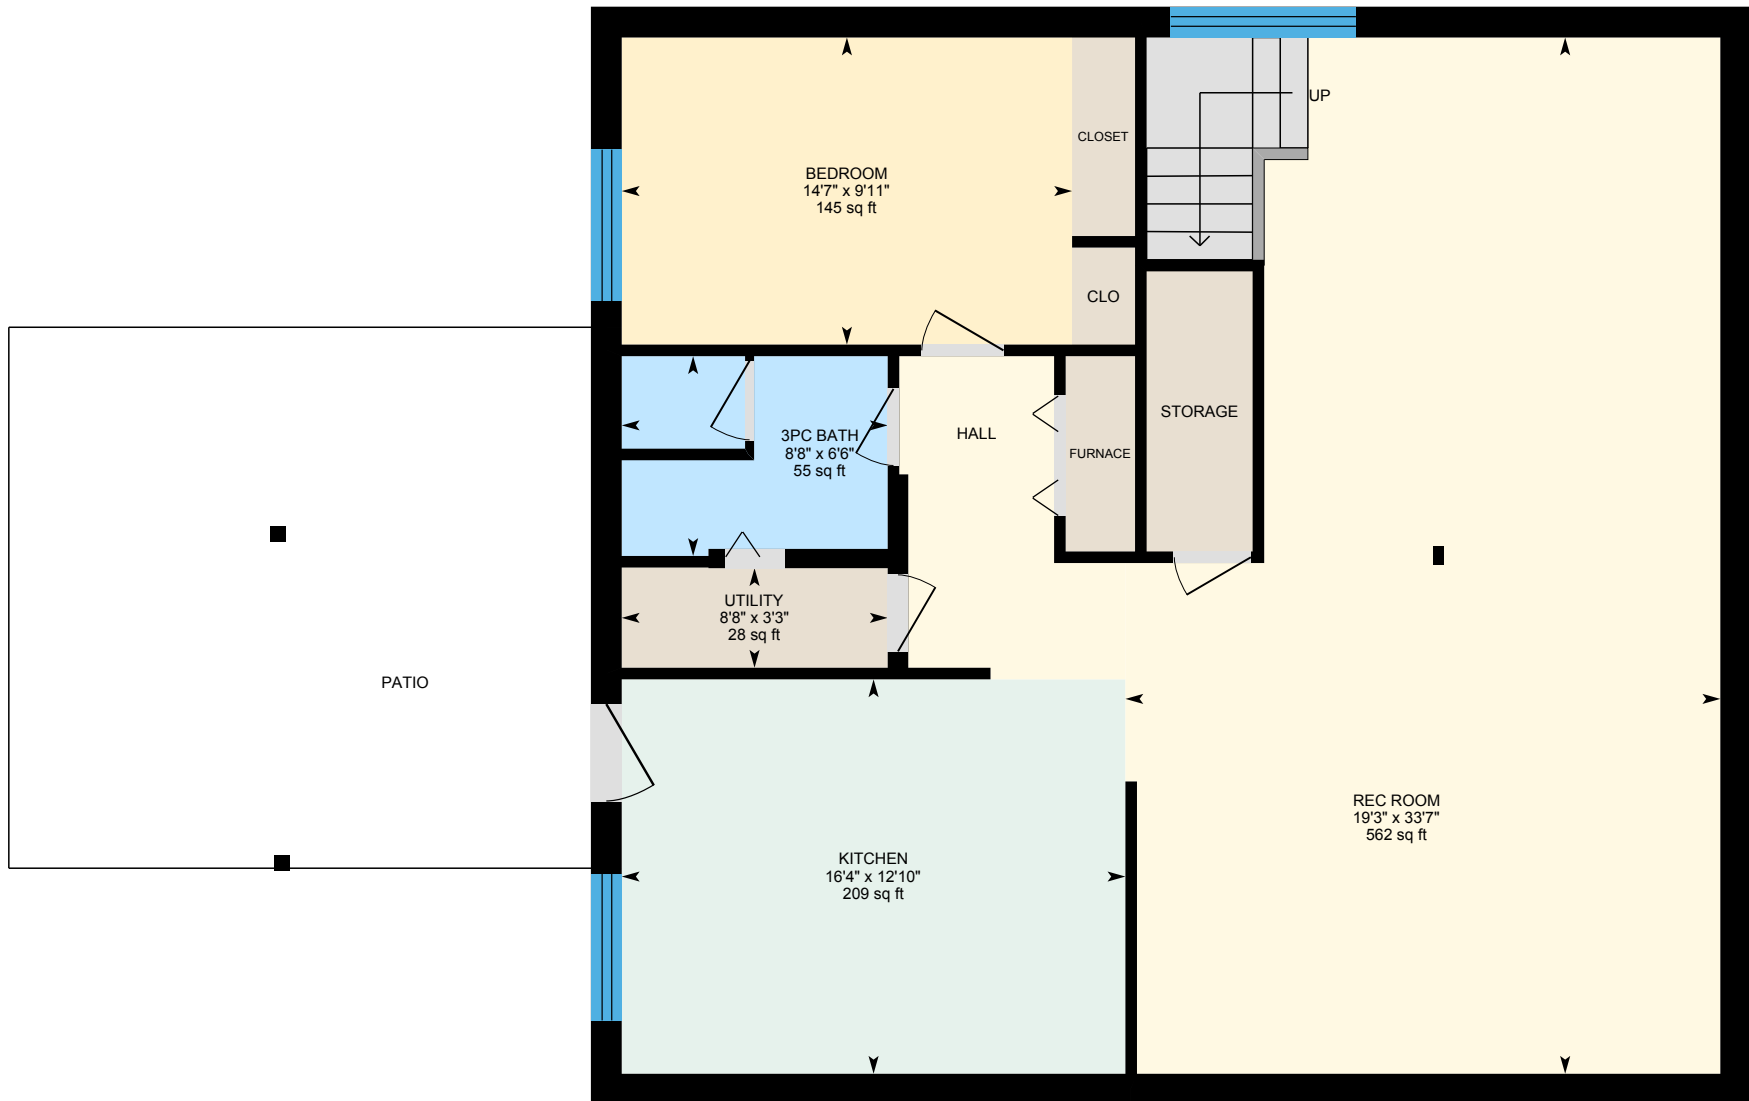 UP
CLOSET
BEDROOM
14'7" x 9'11"
145 sq ft
CLO
STORAGE
HALL
3PC BATH
8'8" x 6'6"
55 sq ft
FURNACE
UTILITY
8'8" x 3'3"
28 sq ft
PATIO
REC ROOM
19'3" x 33'7"
562 sq ft
KITCHEN
16'4" x 12'10"
209 sq ft